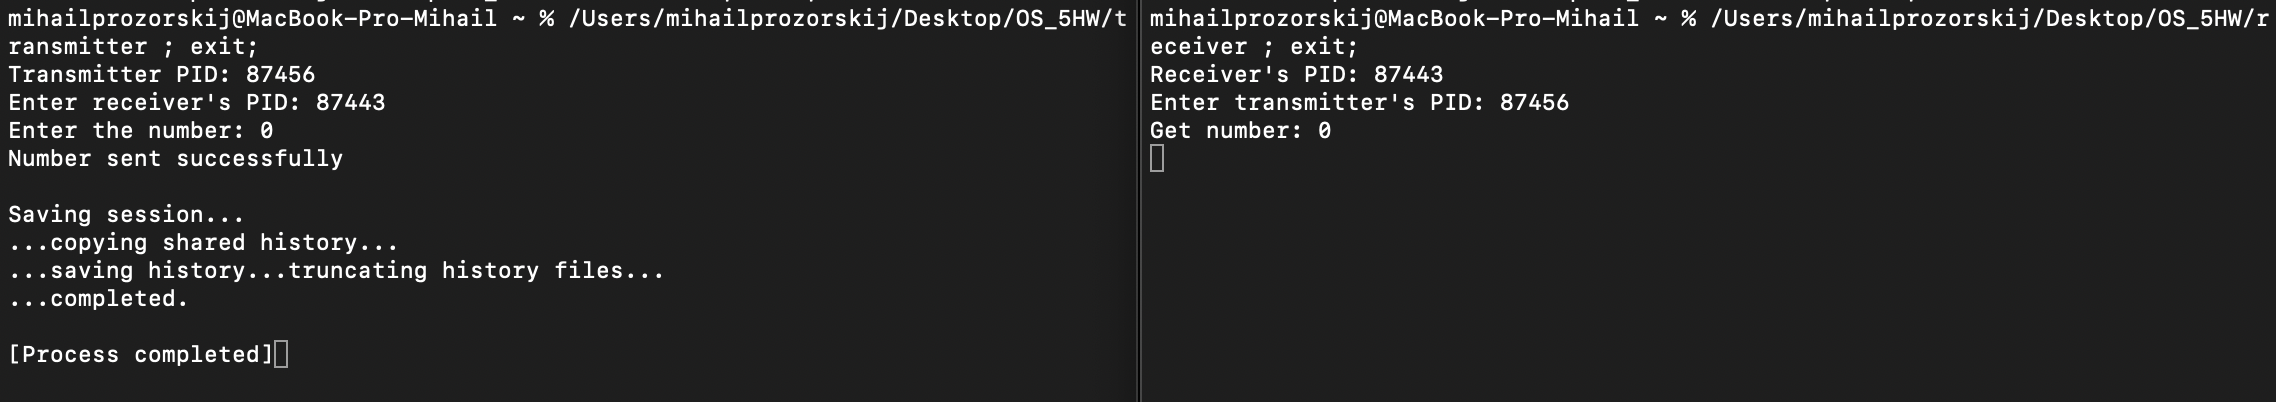 mihailprozorskij@MacBook-Pro-Mihail ~ % /Users/mihailprozorskij/Desktop/OS_5HW/t
ransmitter ; exit;
Transmitter PID: 87456
Enter receiver's PID: 87443
Enter the number: 0
Number sent successfully
Saving session...
...copying shared history...
...saving history...truncating history files...
...completed.
[Process completed]
mihailprozorskij@MacBook-Pro-Mihail ~ % /Users/mihailprozorskij/Desktop/OS_5HW/r
eceiver ; exit;
Receiver's PID: 87443
Enter transmitter's PID: 87456
Get number: 0